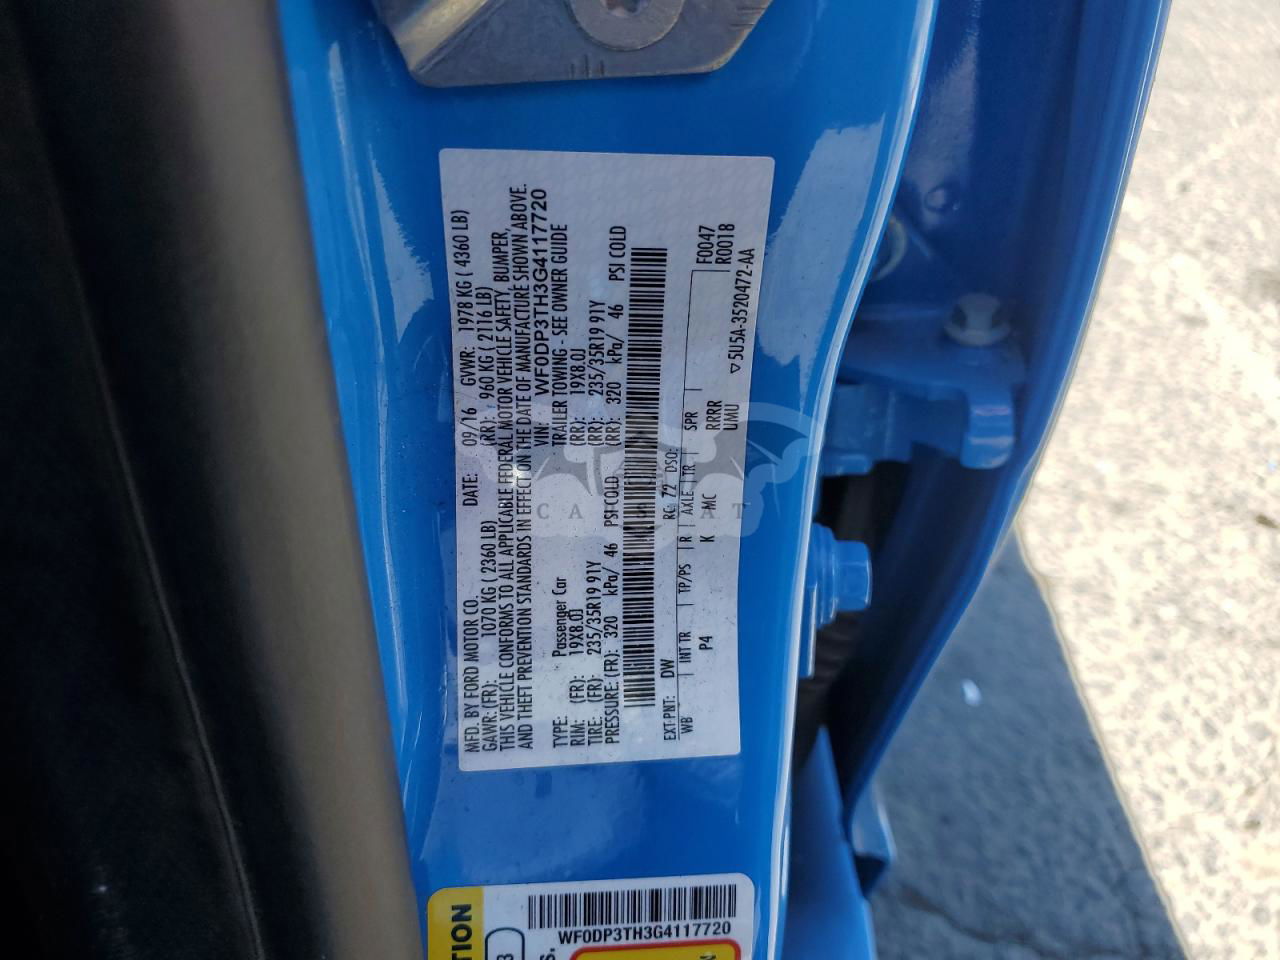 MFD. BY FORD MOTOR CO. DATE: 09/16 GVWR: 1978 KG ( 4360 LB)
GAWR: (FR): 1070 KG ( 2360 LB) (RR): 960 KG ( 2116 LB)
THIS VEHICLE CONFORMS TO ALL APPLICABLE FEDERAL MOTOR VEHICLE SAFETY, BUMPER,
AND THEFT PREVENTION STANDARDS IN EFFECT ON THE DATE OF MANUFACTURE SHOWN ABOVE.
VIN: WF0DP3TH3G4117720
TYPE: Passenger Car TRAILER TOWING - SEE OWNER GUIDE
RIM: (FR): 19X8.0J (RR): 19X8.0J
TIRE: (FR) 235/35R19 91Y (RR): 235/35R19 91Y
PRESSURE: (FR): 320 kPa/ 46 PSI COLD (RR): 320 kPa/ 46 PSI COLD
EXT-PNT: DW RC: 72 DSO: F0047
WB INT TR TP/PS R AXLE TR SPR R0018
P4 K MC RRRR
UMU
▽ 5U5A-3520472-AA
CA
AT
TION
WF0DP3TH3G4117720